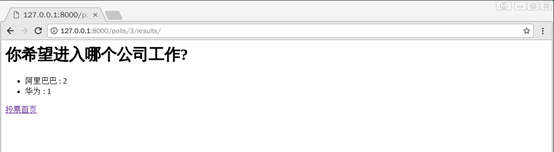 127.0.0.1:8000/po
127.0.0.1:8000/polls/3/results/
你希望进入哪个公司工作?
阿里巴巴 : 2
华为 : 1
投票首页